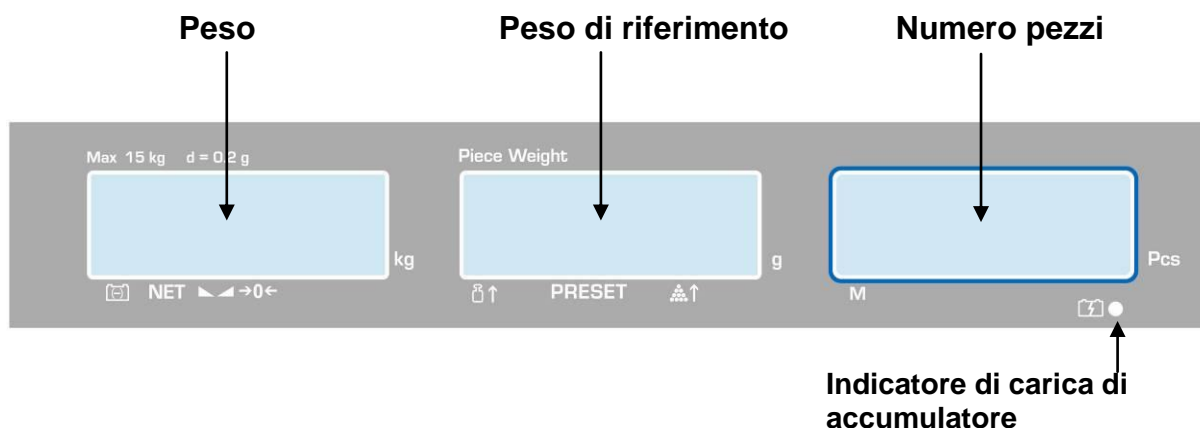 Peso
Peso di riferimento
Numero pezzi
Max 15 kg d = 0.2 g
Piece Weight
kg
g
Pcs
NET →0←
↑ PRESET ↑
M
Indicatore di carica di
accumulatore